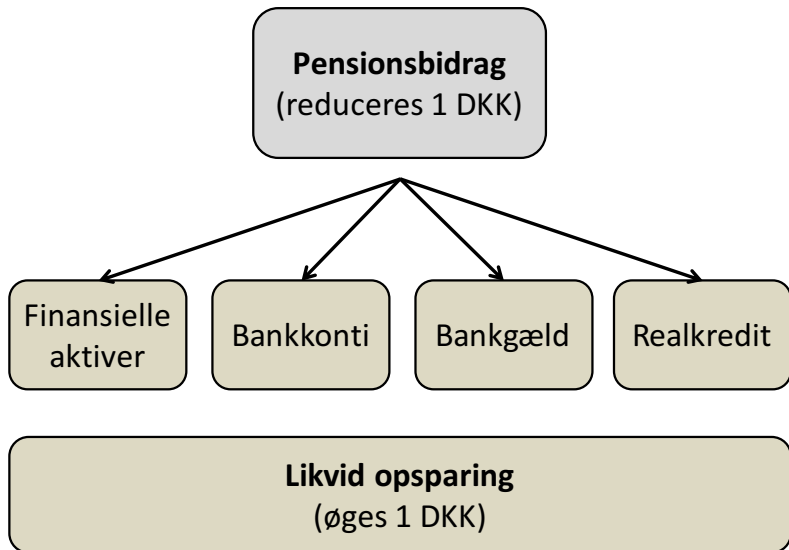 Pensionsbidrag
(reduceres 1 DKK)
Finansielle
aktiver
Bankkonti
Bankgæld
Realkredit
Likvid opsparing
(øges 1 DKK)